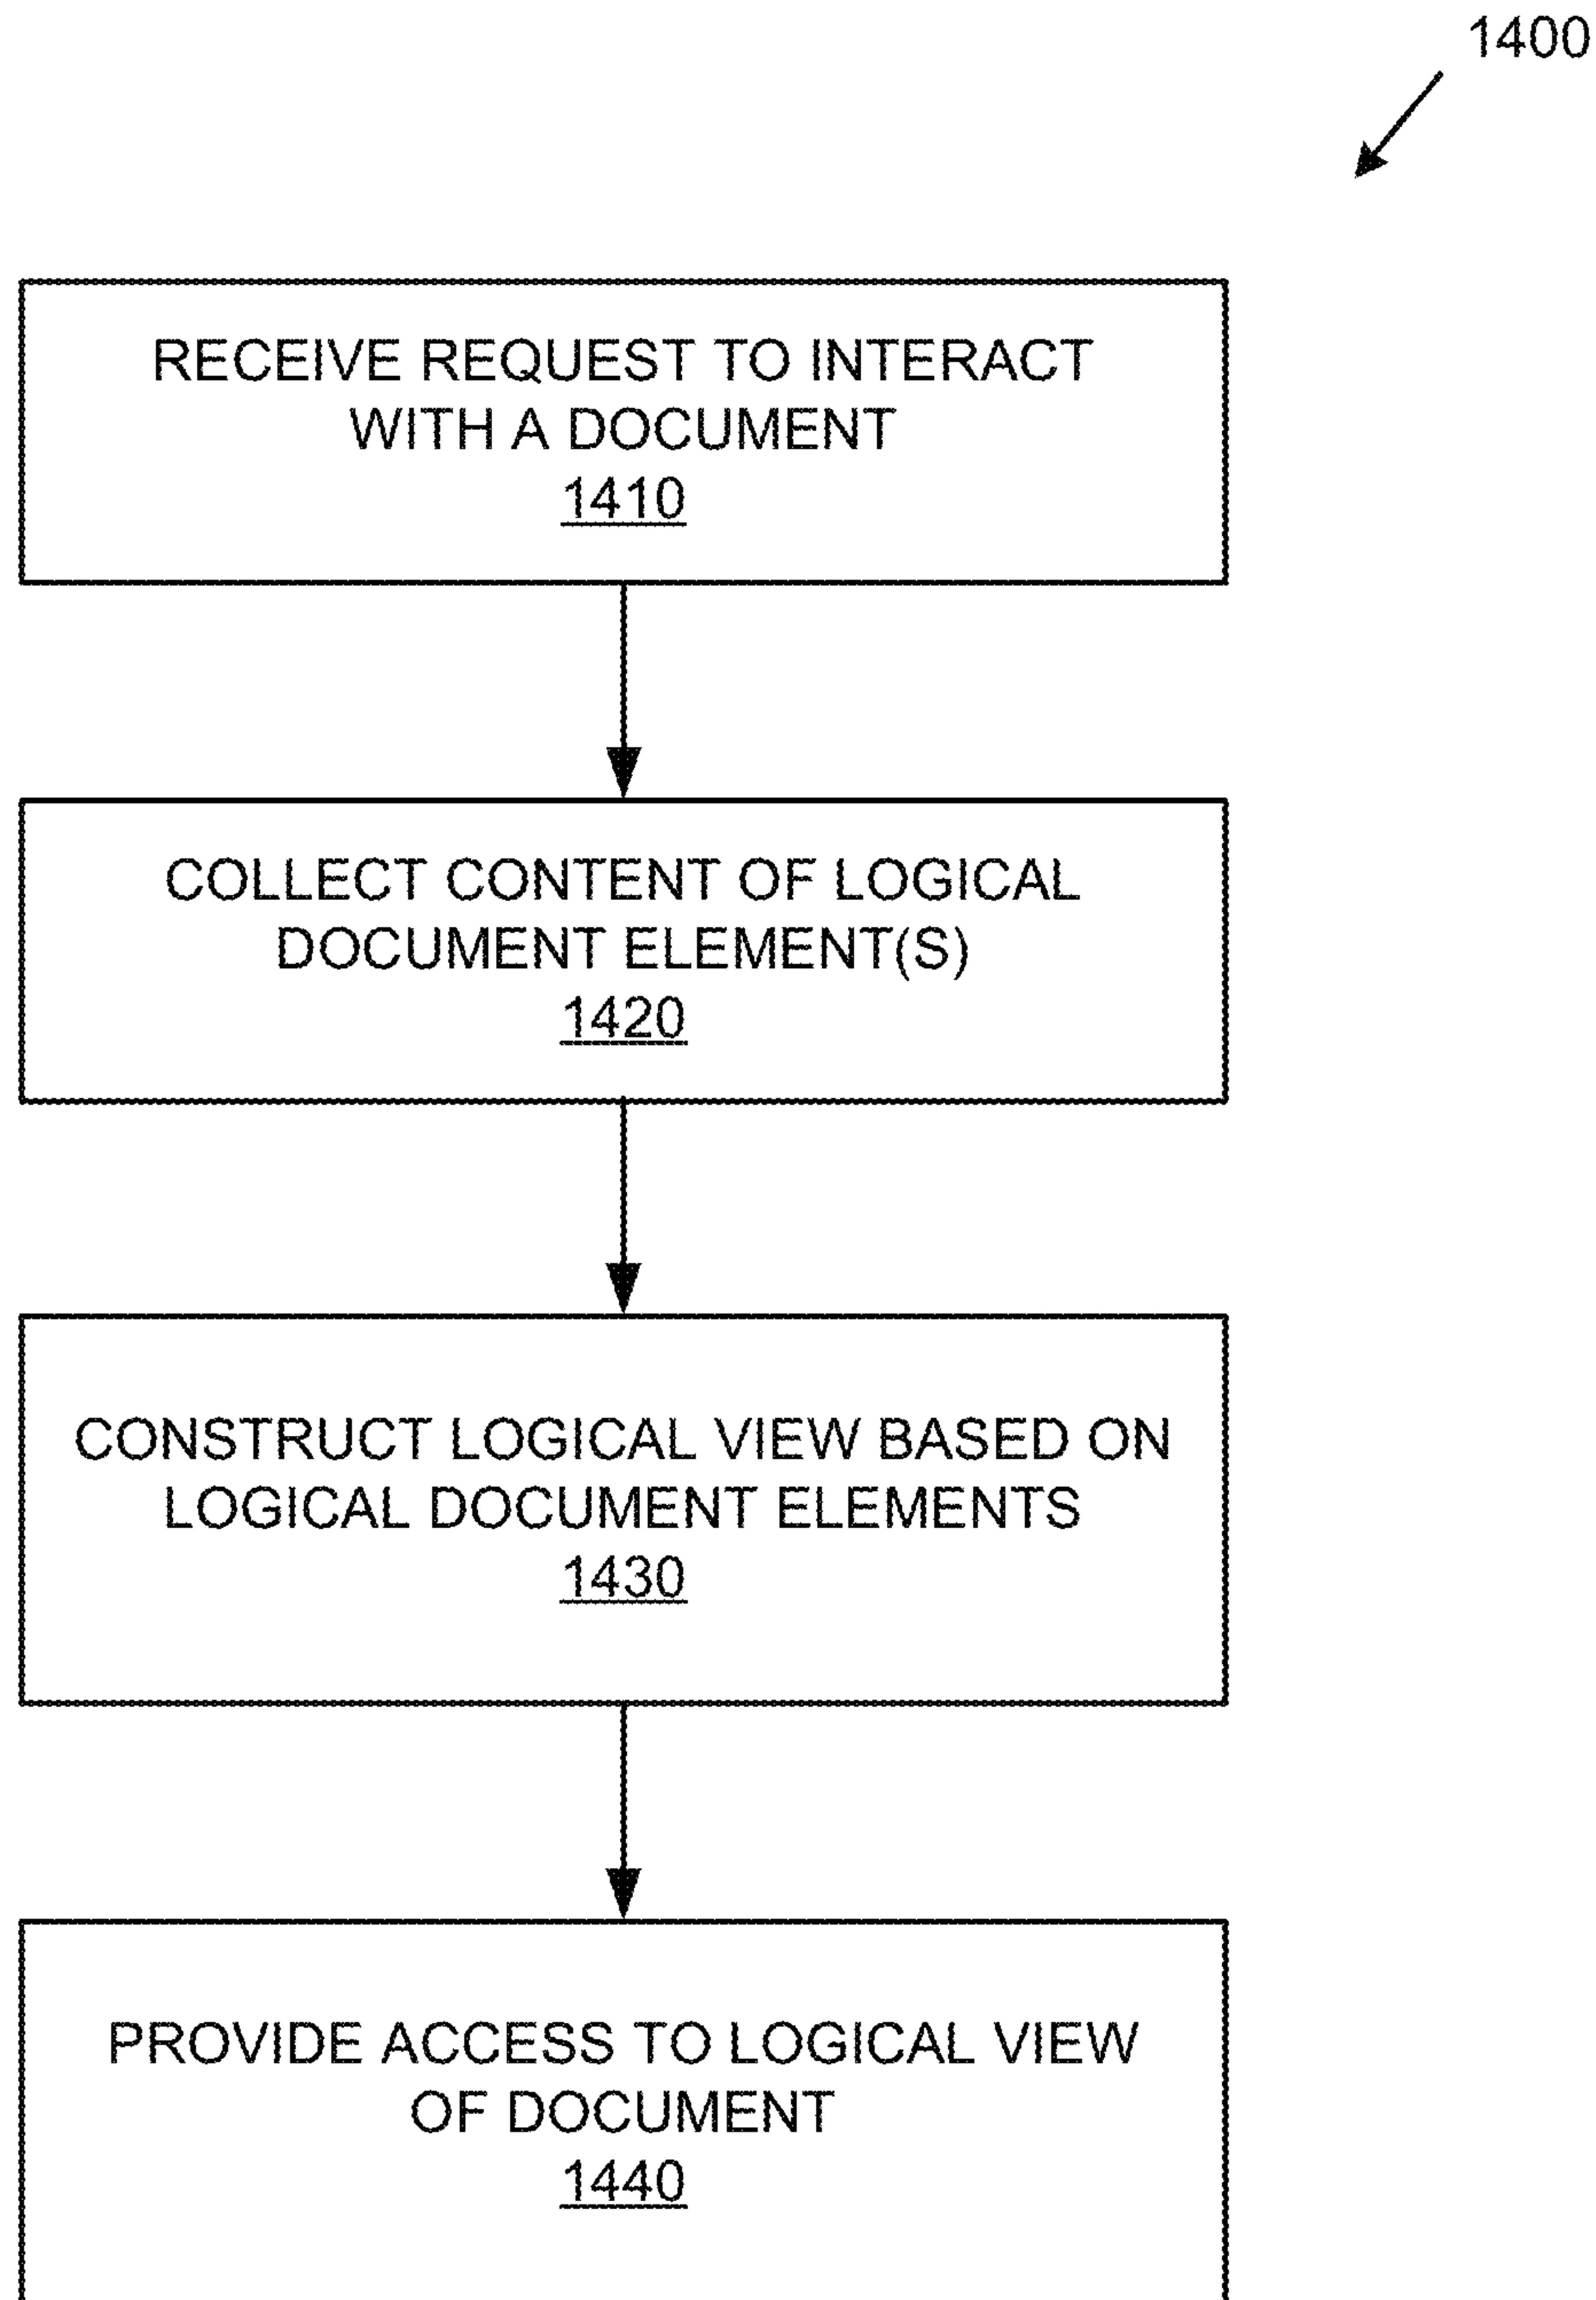 1400
RECEIVE REQUEST TO INTERACT
WITH A DOCUMENT
1410
COLLECT CONTENT OF LOGICAL
DOCUMENT ELEMENT(S)
1420
CONSTRUCT LOGICAL VIEW BASED ON
LOGICAL DOCUMENT ELEMENTS
1430
PROVIDE ACCESS TO LOGICAL VIEW
OF DOCUMENT
1440